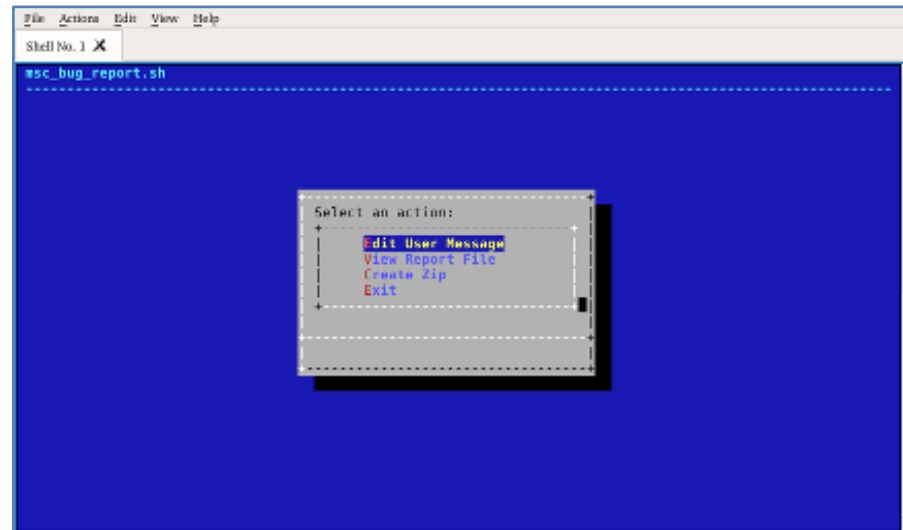 File Actions Edit View Help
Shell No. 1 X
msc_bug_report.sh
Select an action:
Edit User Message
View Report File
Create Zip
Exit